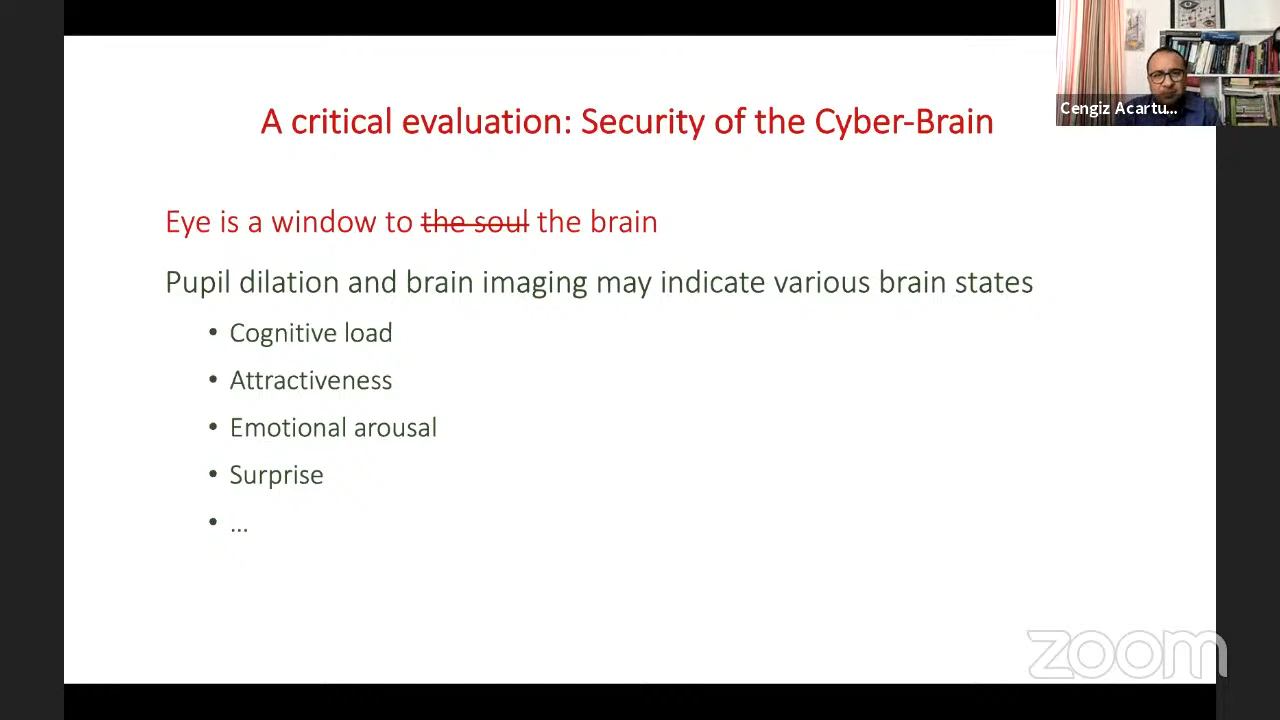 A critical evaluation: Security of the Cyber-Brain
Cengiz Acartu...
Eye is a window to the soul the brain
Pupil dilation and brain imaging may indicate various brain states
• Cognitive load
• Attractiveness
• Emotional arousal
• Surprise
• ...
zoom